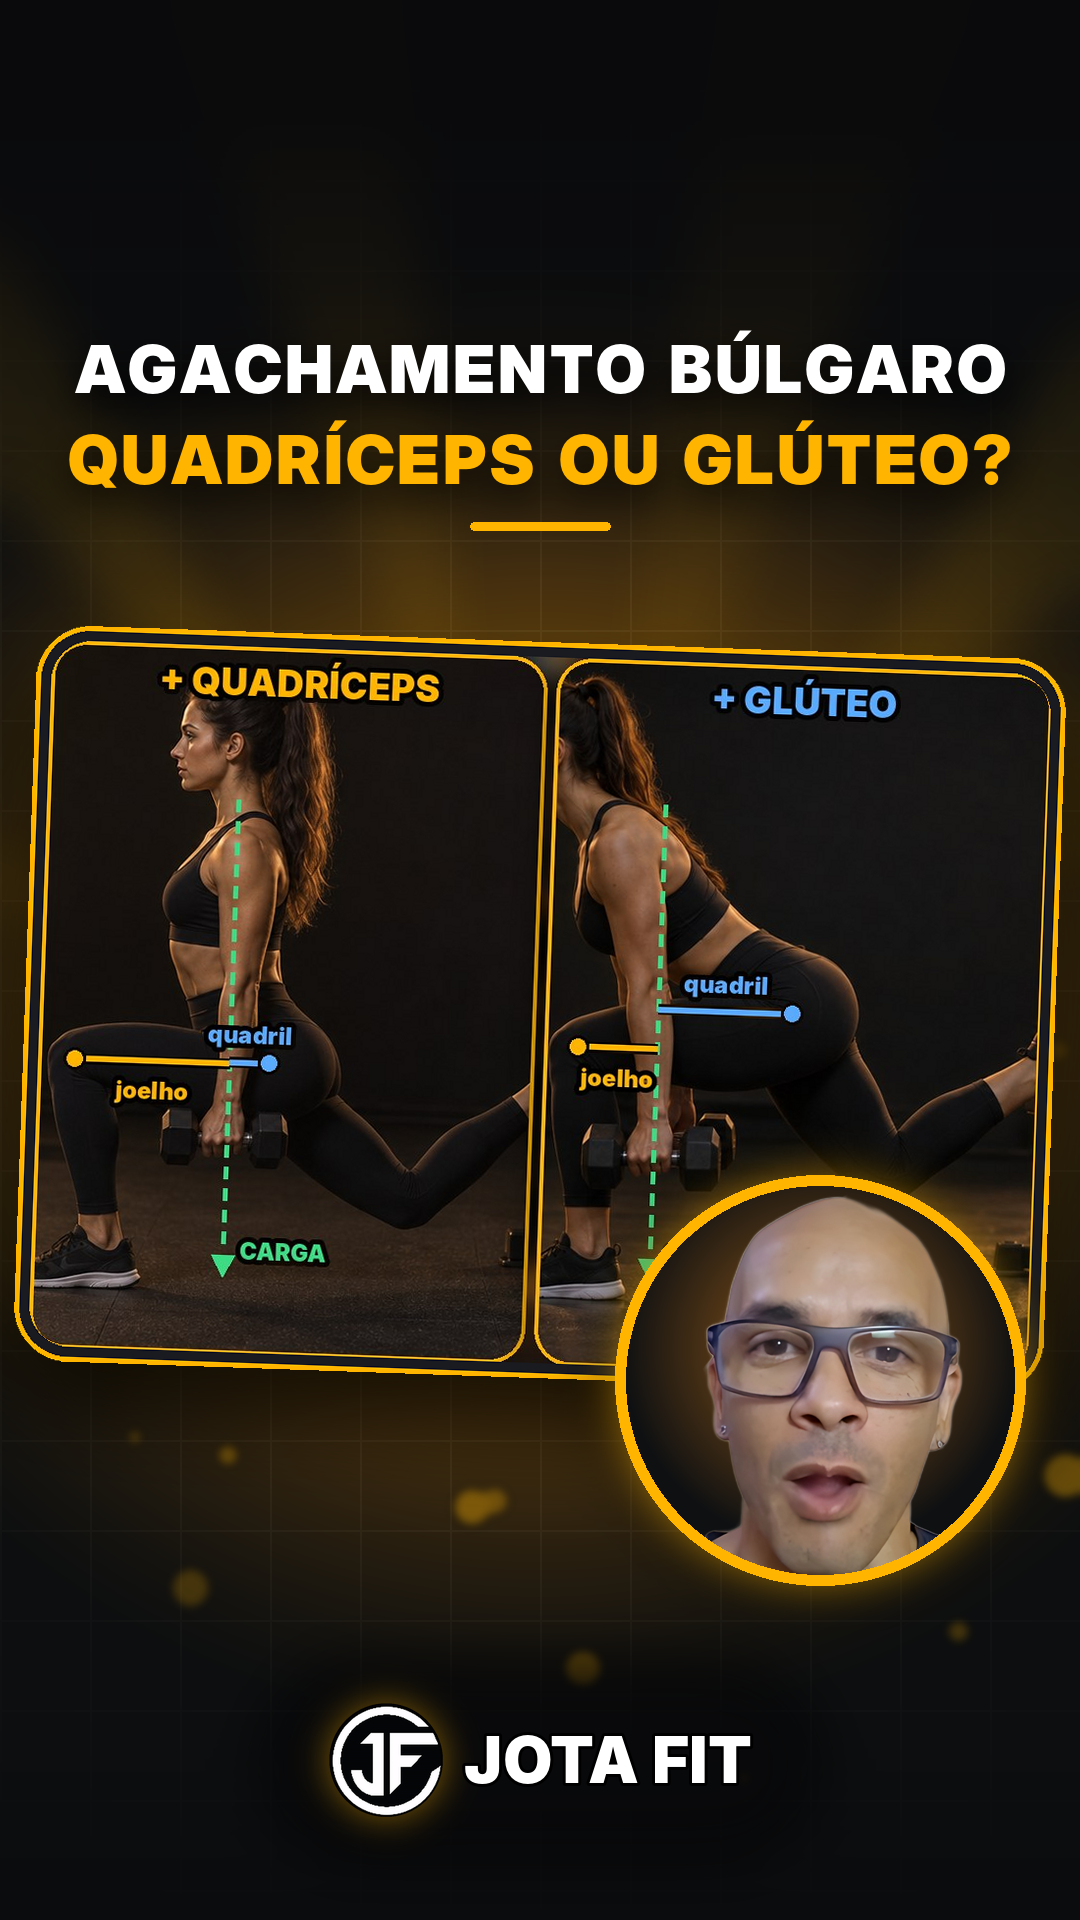 AGACHAMENTO BÚLGARO
QUADRÍCEPS OU GLÚTEO?
+ QUADRÍCEPS
quadril
joelho
CARGA
+ GLÚTEO
quadril
joelho
JF JOTA FIT